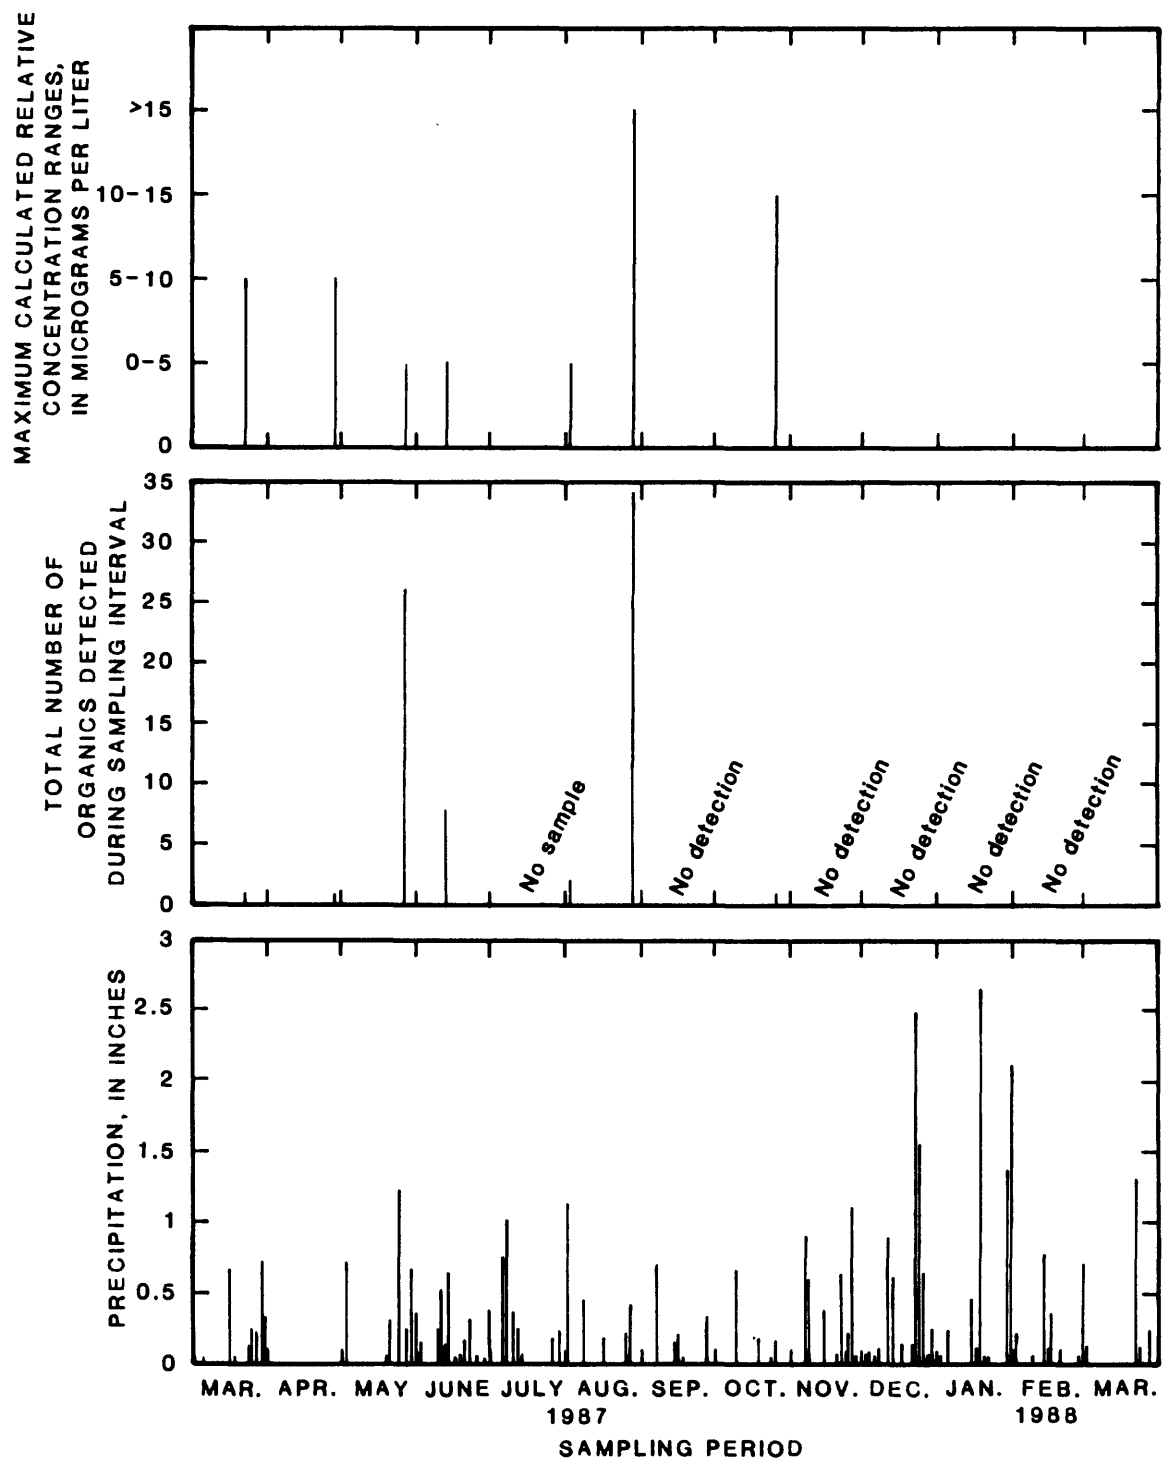 MAXIMUM CALCULATED RELATIVE
CONCENTRATION RANGES,
IN MICROGRAMS PER LITER
>15
10-15
5-10
0-5
0
TOTAL NUMBER OF
ORGANICS DETECTED
DURING SAMPLING INTERVAL
35
30
25
20
15
10
5
0
No sample
No detection
No detection
No detection
No detection
No detection
PRECIPITATION, IN INCHES
3
2.5
2
1.5
1
0.5
0
MAR. APR. MAY JUNE JULY AUG. SEP. OCT. NOV. DEC. JAN. FEB. MAR.
1987 1988
SAMPLING PERIOD